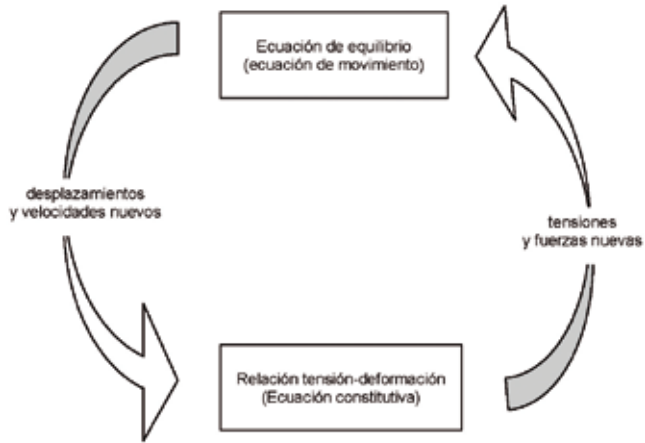 Ecuación de equilibrio
(ecuación de movimiento)
desplazamientos
y velocidades nuevos
tensiones
y fuerzas nuevas
Relación tensión-deformación
(Ecuación constitutiva)